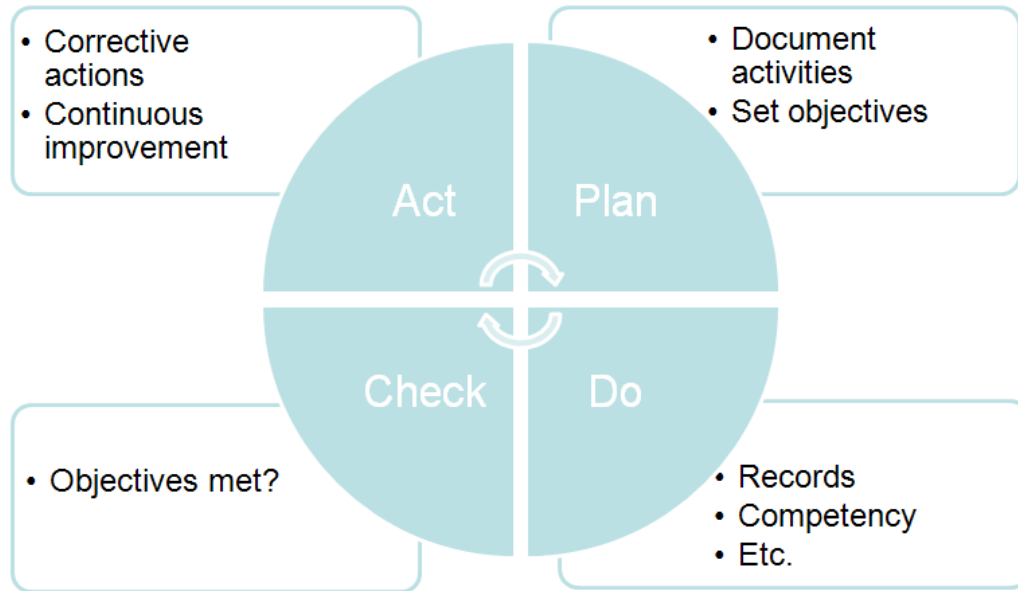 • Corrective
actions
• Continuous
improvement
• Document
activities
• Set objectives
Act
Plan
Check
Do
• Objectives met?
• Records
• Competency
• Etc.